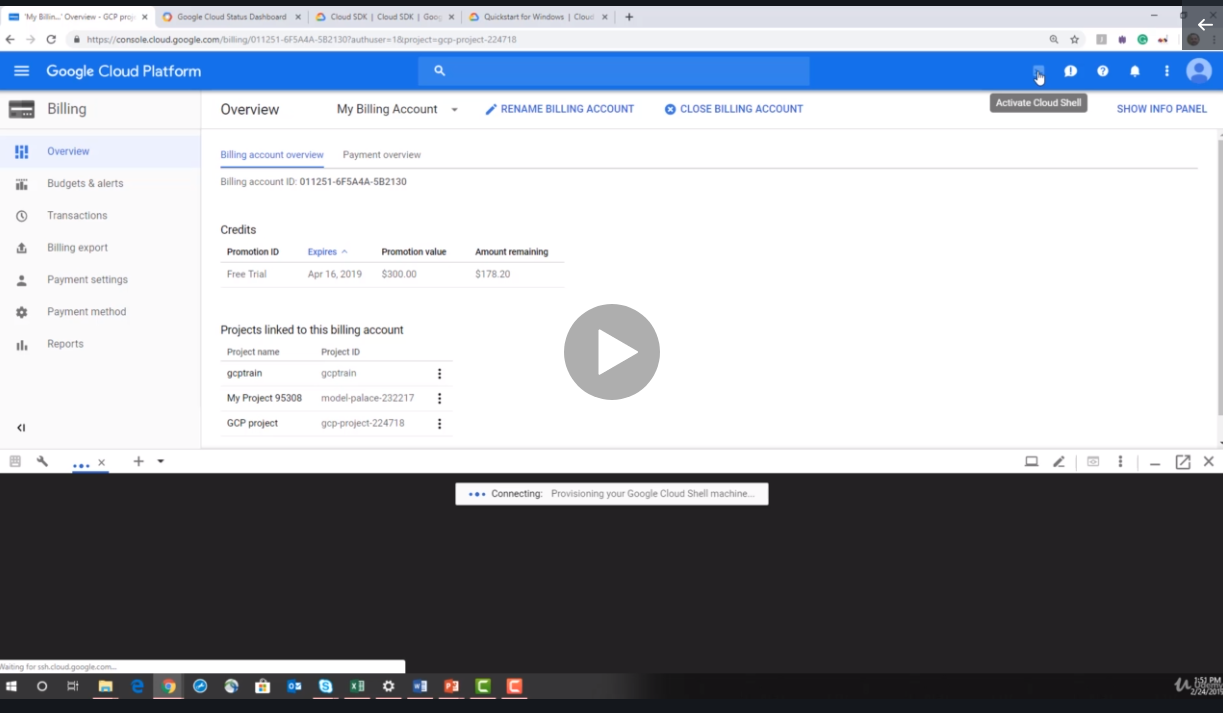 'My Billin...' Overview - GCP proj
Google Cloud Status Dashboard
Cloud SDK | Cloud SDK | Goog
Quickstart for Windows | Cloud
https://console.cloud.google.com/billing/011251-6F5A4A-5B2130?authuser=1&project=gcp-project-224718
Google Cloud Platform
Activate Cloud Shell
Billing
Overview
My Billing Account
RENAME BILLING ACCOUNT
CLOSE BILLING ACCOUNT
SHOW INFO PANEL
Overview
Budgets & alerts
Transactions
Billing export
Payment settings
Payment method
Reports
Billing account overview
Payment overview
Billing account ID: 011251-6F5A4A-5B2130
Credits
Promotion ID Expires Promotion value Amount remaining
Free Trial Apr 16, 2019 $300.00 $178.20
Projects linked to this billing account
Project name Project ID
gcptrain gcptrain
My Project 95308 model-palace-232217
GCP project gcp-project-224718
Connecting: Provisioning your Google Cloud Shell machine...
Waiting for ssh.cloud.google.com...
1:51 PM
Udemy
2/24/2019